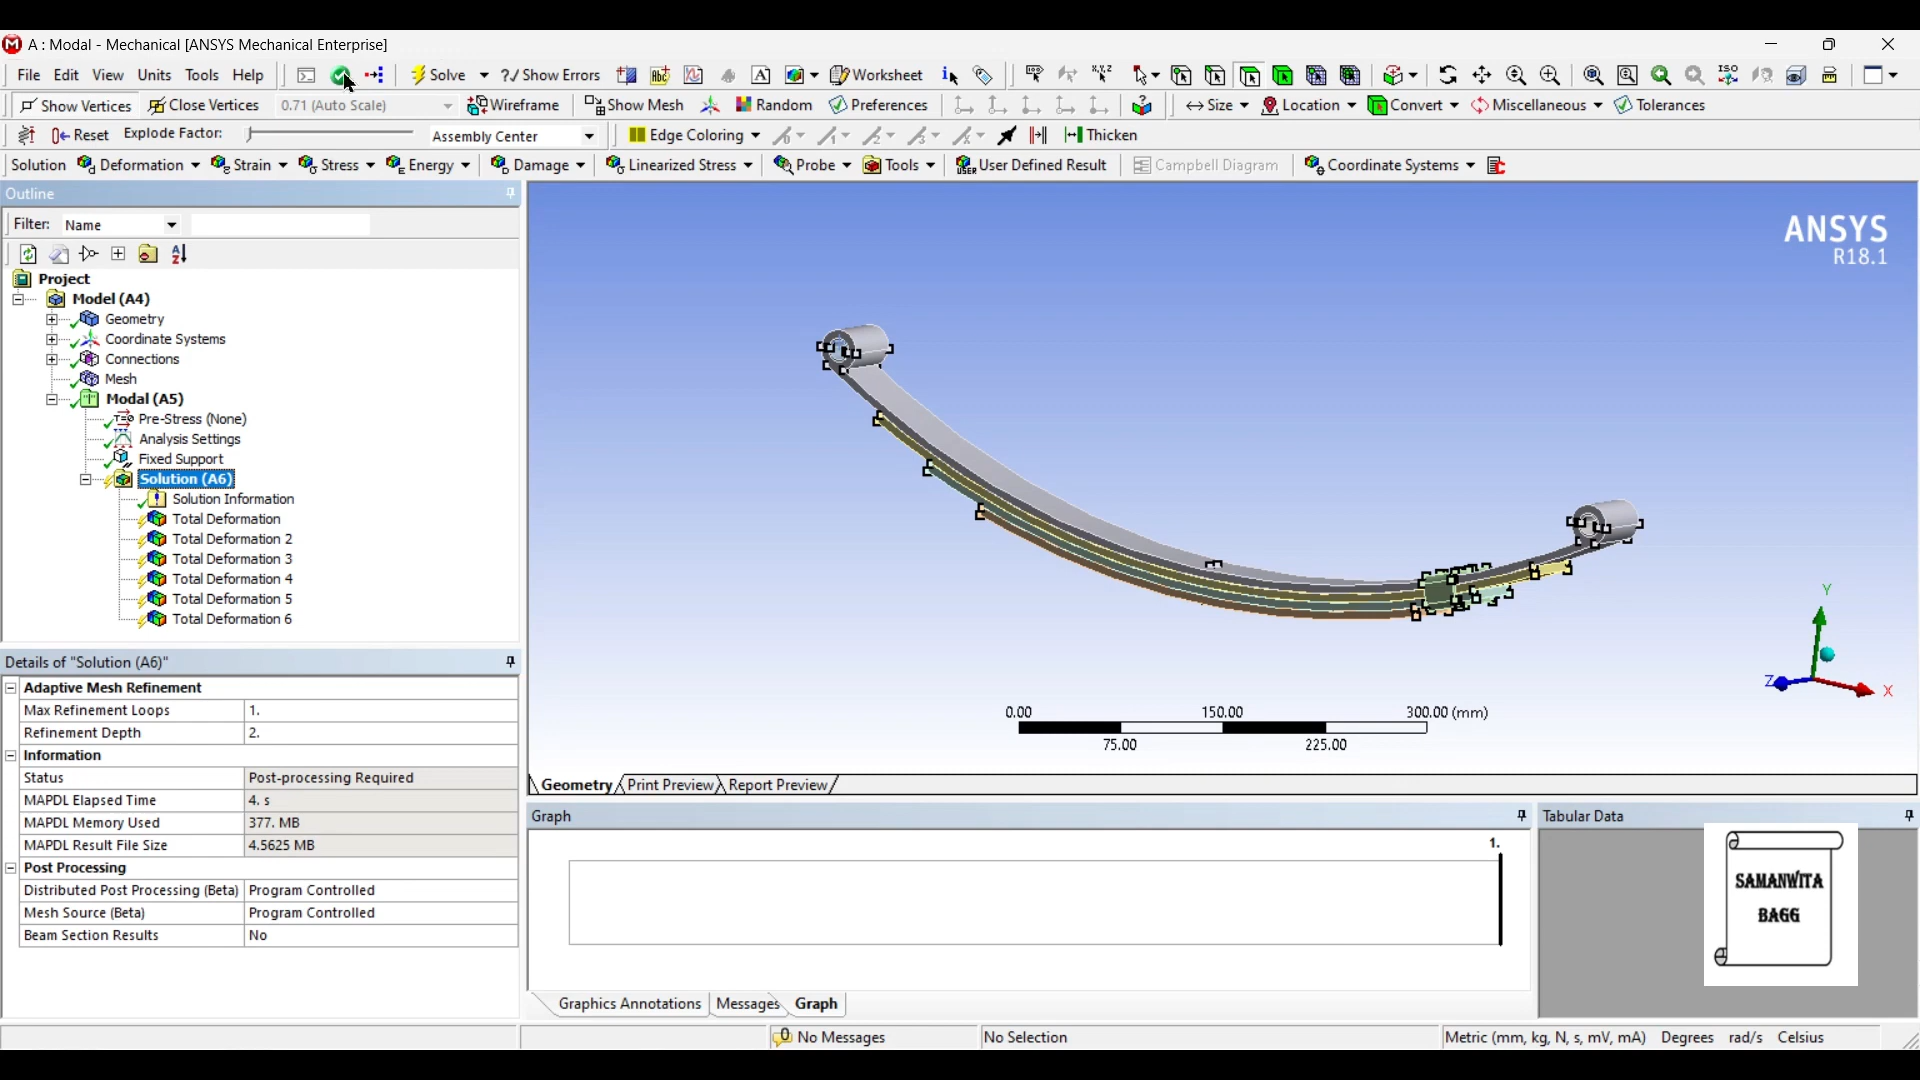 A : Modal - Mechanical [ANSYS Mechanical Enterprise]
File Edit View Units Tools Help Solve ?/ Show Errors Worksheet
Show Vertices Close Vertices 0.71 (Auto Scale) Wireframe Show Mesh Random Preferences Size Location Convert Miscellaneous Tolerances
Reset Explode Factor: Assembly Center Edge Coloring Thicken
Solution Deformation Strain Stress Energy Damage Linearized Stress Probe Tools User Defined Result Campbell Diagram Coordinate Systems
Outline
Filter: Name
Project
Model (A4)
Geometry
Coordinate Systems
Connections
Mesh
Modal (A5)
Pre-Stress (None)
Analysis Settings
Fixed Support
Solution (A6)
Solution Information
Total Deformation
Total Deformation 2
Total Deformation 3
Total Deformation 4
Total Deformation 5
Total Deformation 6
Details of "Solution (A6)"
Adaptive Mesh Refinement
Max Refinement Loops 1.
Refinement Depth 2.
Information
Status Post-processing Required
MAPDL Elapsed Time 4. s
MAPDL Memory Used 377. MB
MAPDL Result File Size 4.5625 MB
Post Processing
Distributed Post Processing (Beta) Program Controlled
Mesh Source (Beta) Program Controlled
Beam Section Results No
ANSYS
R18.1
Y
Z X
0.00 150.00 300.00 (mm)
75.00 225.00
Geometry Print Preview Report Preview
Graph
1.
Graphics Annotations Messages Graph
Tabular Data
SAMANWITA
BAGG
No Messages No Selection Metric (mm, kg, N, s, mV, mA) Degrees rad/s Celsius